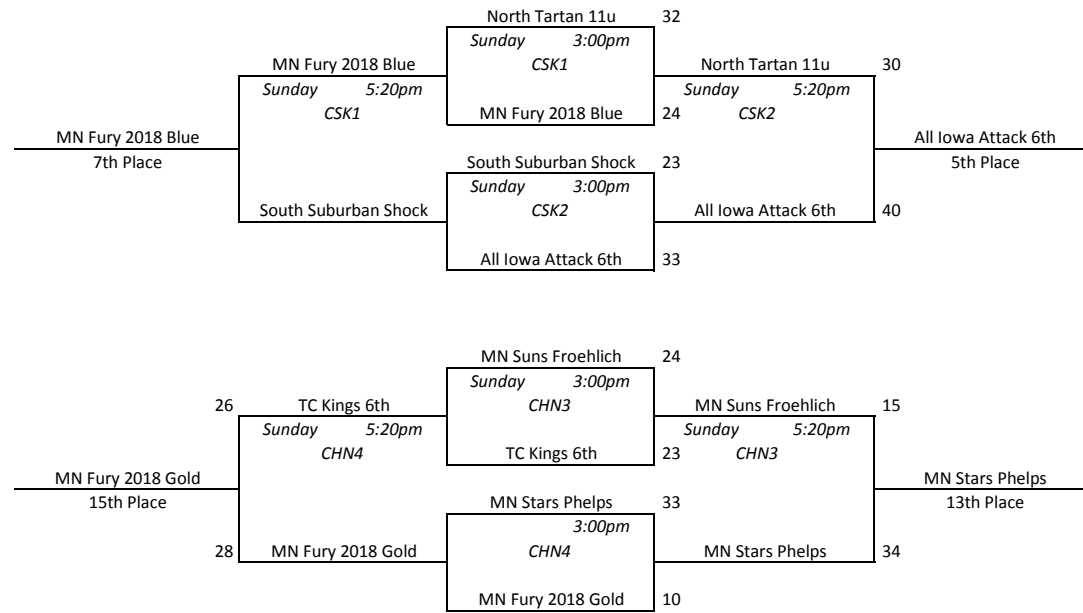 North Tartan 11u 32
Sunday 3:00pm
MN Fury 2018 Blue CSK1 North Tartan 11u 30
Sunday 5:20pm Sunday 5:20pm
CSK1 MN Fury 2018 Blue 24 CSK2
MN Fury 2018 Blue All Iowa Attack 6th
7th Place South Suburban Shock 23 5th Place
Sunday 3:00pm
South Suburban Shock CSK2 All Iowa Attack 6th 40
All Iowa Attack 6th 33
MN Suns Froehlich 24
Sunday 3:00pm
26 TC Kings 6th CHN3 MN Suns Froehlich 15
Sunday 5:20pm Sunday 5:20pm
CHN4 TC Kings 6th 23 CHN3
MN Fury 2018 Gold MN Stars Phelps
15th Place MN Stars Phelps 33 13th Place
3:00pm
28 MN Fury 2018 Gold CHN4 MN Stars Phelps 34
MN Fury 2018 Gold 10